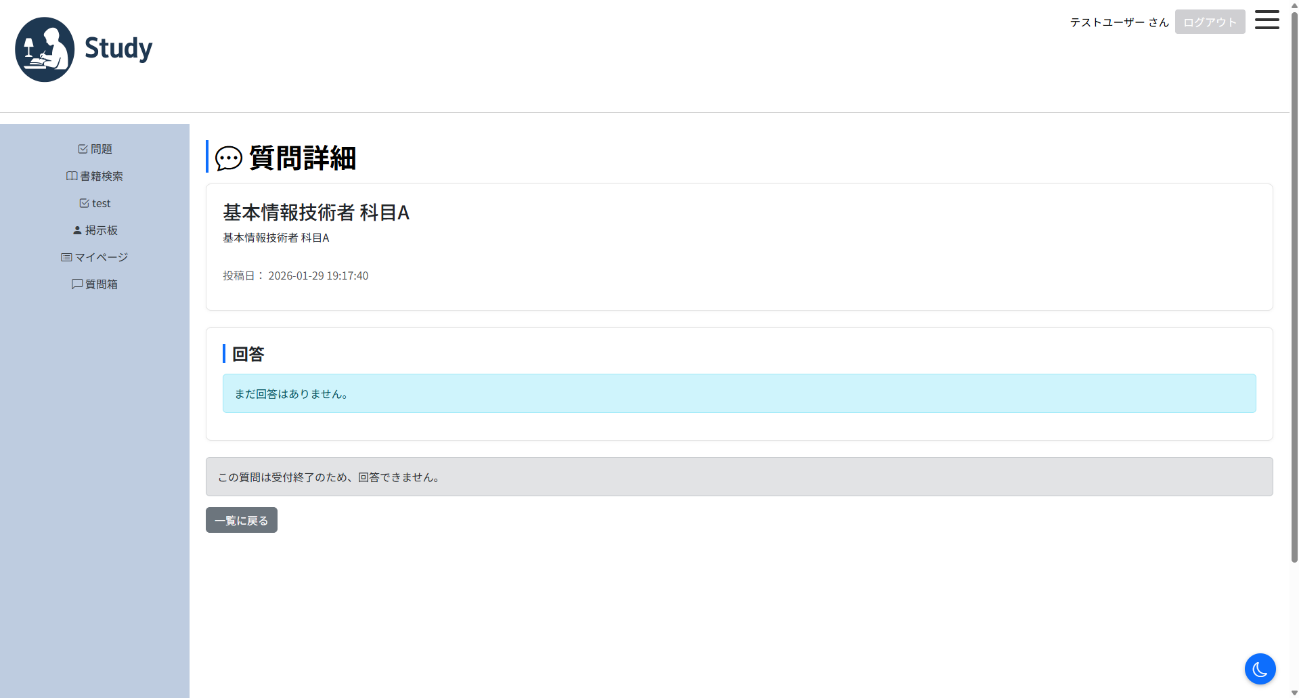 Study
テストユーザー さん ログアウト
問題
書籍検索
test
掲示板
マイページ
質問箱
質問詳細
基本情報技術者 科目A
基本情報技術者 科目A
投稿日： 2026-01-29 19:17:40
回答
まだ回答はありません。
この質問は受付終了のため、回答できません。
一覧に戻る